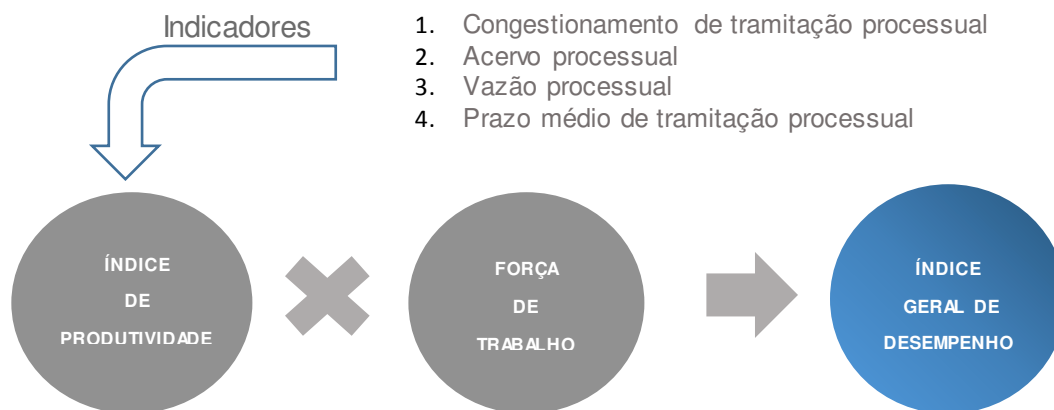 Indicadores
1. Congestionamento de tramitação processual
2. Acervo processual
3. Vazão processual
4. Prazo médio de tramitação processual
ÍNDICE
DE
PRODUTIVIDADE
FORÇA
DE
TRABALHO
ÍNDICE
GERAL DE
DESEMPENHO